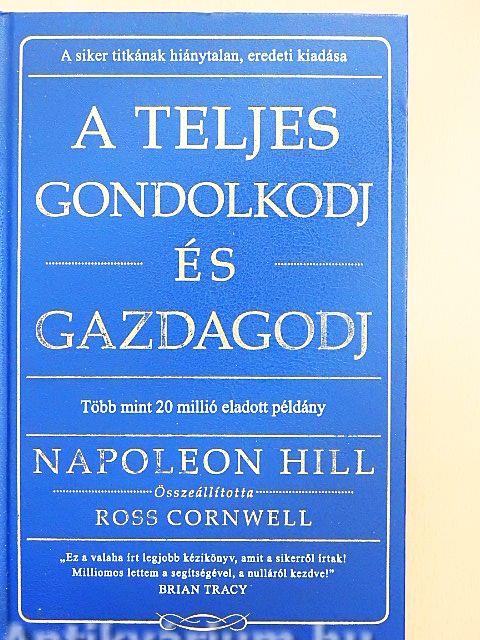 A siker titkának hiánytalan, eredeti kiadása
A TELJES
GONDOLKODJ
ÉS
GAZDAGODJ
Több mint 20 millió eladott példány
NAPOLEON HILL
Összeállította
ROSS CORNWELL
„Ez a valaha írt legjobb kézikönyv, amit a sikerről írtak!
Milliomos lettem a segítségével, a nulláról kezdve!"
BRIAN TRACY